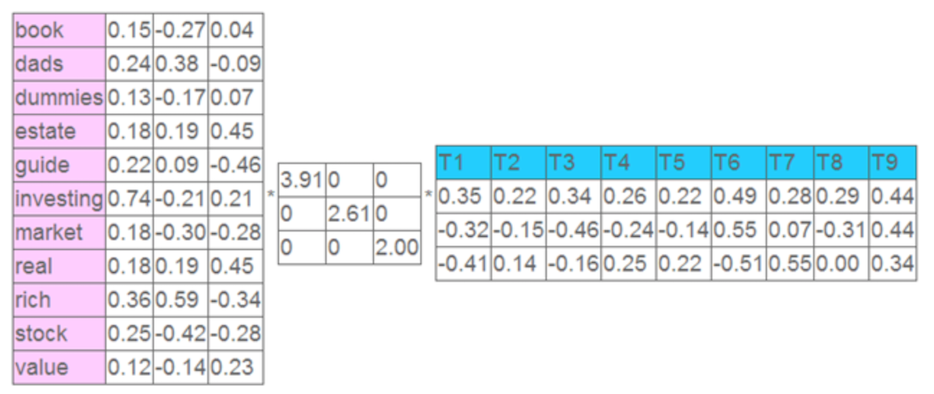 book 0.15 -0.27 0.04
dads 0.24 0.38 -0.09
dummies 0.13 -0.17 0.07
estate 0.18 0.19 0.45
guide 0.22 0.09 -0.46
investing 0.74 -0.21 0.21
market 0.18 -0.30 -0.28
real 0.18 0.19 0.45
rich 0.36 0.59 -0.34
stock 0.25 -0.42 -0.28
value 0.12 -0.14 0.23
*
3.91 0 0
0 2.61 0
0 0 2.00
*
T1 T2 T3 T4 T5 T6 T7 T8 T9
0.35 0.22 0.34 0.26 0.22 0.49 0.28 0.29 0.44
-0.32 -0.15 -0.46 -0.24 -0.14 0.55 0.07 -0.31 0.44
-0.41 0.14 -0.16 0.25 0.22 -0.51 0.55 0.00 0.34